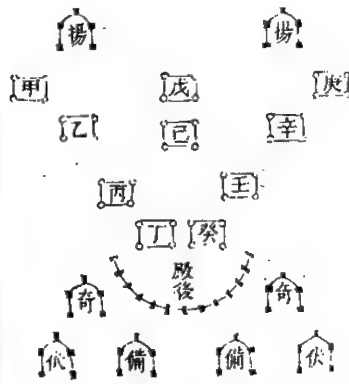 揚 揚
甲 戊 庚
乙 己 辛
丙 壬
丁 癸
殿後
奇 奇
伏 備 備 伏